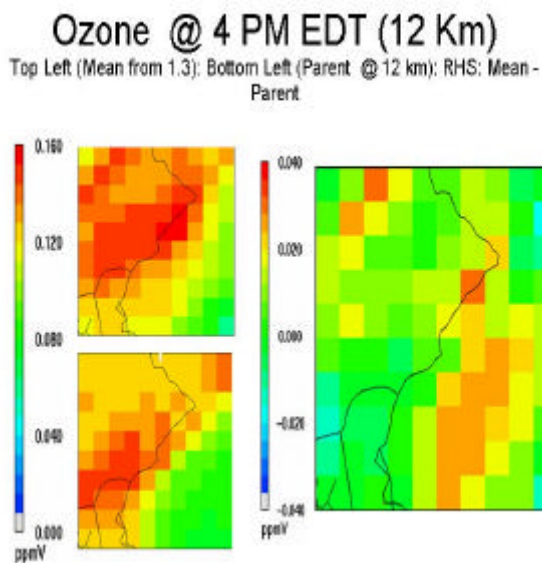 Ozone @ 4 PM EDT (12 Km)
Top Left (Mean from 1.3); Bottom Left (Parent @ 12 km); RHS: Mean -
Parent
0.160
0.120
0.080
0.040
0.000
ppmV
0.040
0.020
0.000
-0.020
-0.040
ppmV